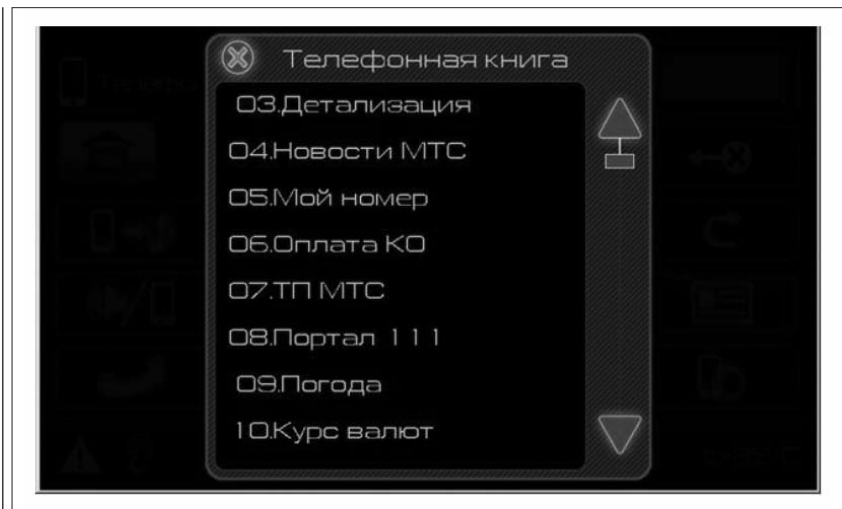 Телефонная книга
03.Детализация
04.Новости МТС
05.Мой номер
06.Оплата КО
07.ТП МТС
08.Портал 111
09.Погода
10.Курс валют